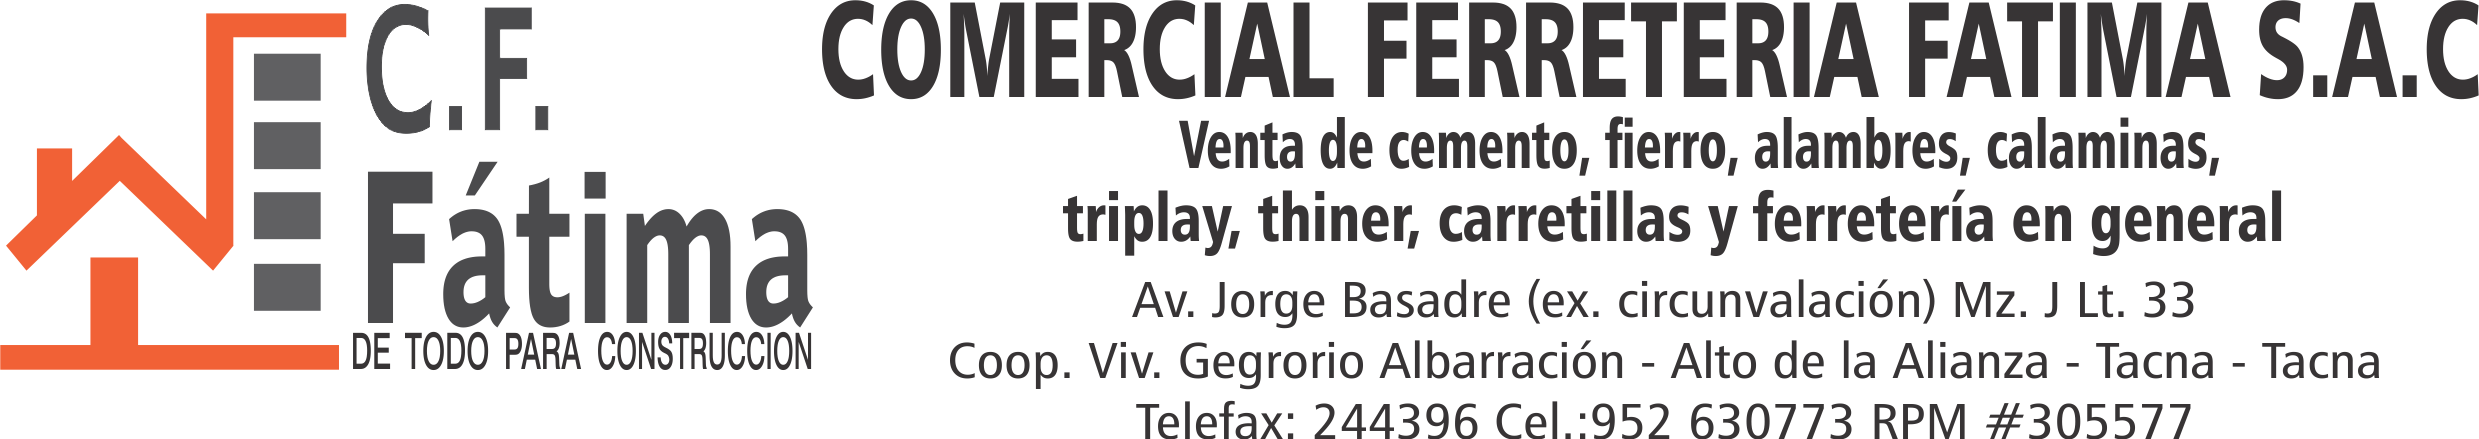 C.F.
Fátima
DE TODO PARA CONSTRUCCION
COMERCIAL FERRETERIA FATIMA S.A.C
Venta de cemento, fierro, alambres, calaminas,
triplay, thiner, carretillas y ferretería en general
Av. Jorge Basadre (ex. circunvalación) Mz. J Lt. 33
Coop. Viv. Gegrorio Albarración - Alto de la Alianza - Tacna - Tacna
Telefax: 244396 Cel.:952 630773 RPM #305577